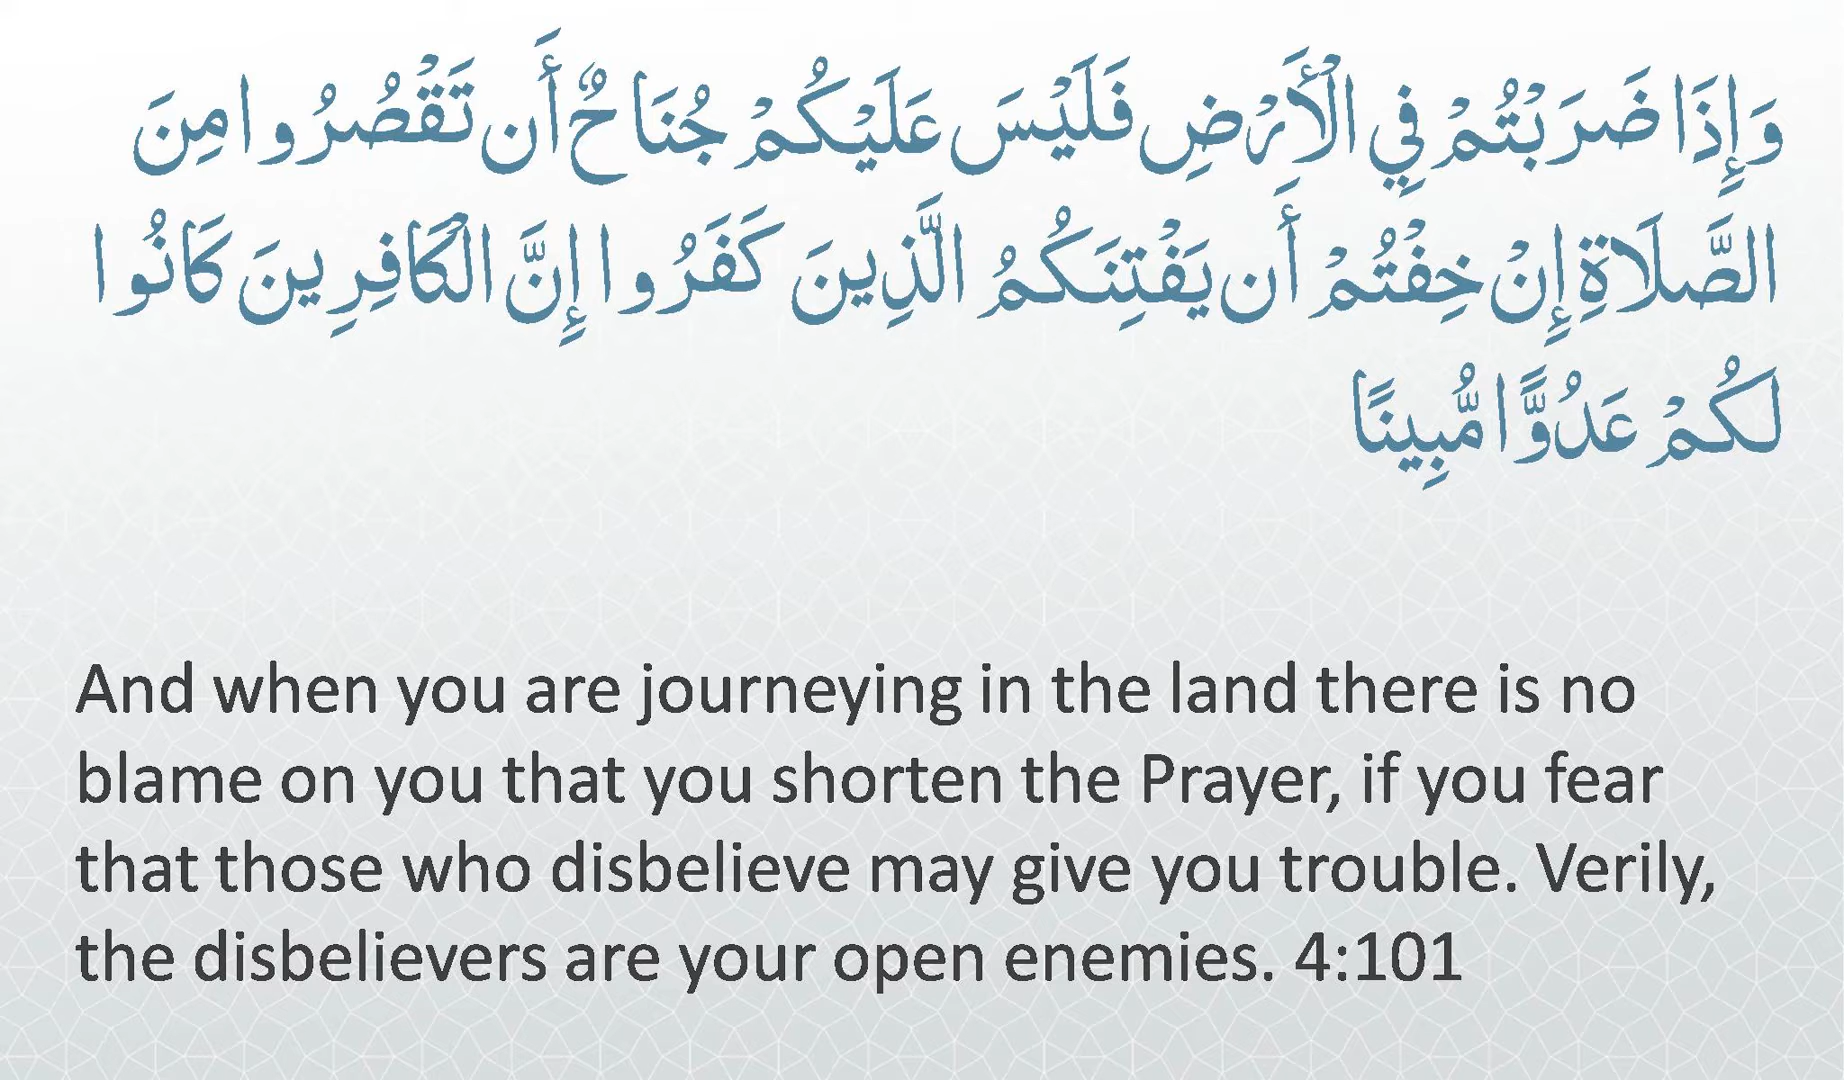 وَإِذَا ضَرَبْتُمْ فِي الْأَرْضِ فَلَيْسَ عَلَيْكُمْ جُنَاحٌ أَن تَقْصُرُوا مِنَ
الصَّلَاةِ إِنْ خِفْتُمْ أَن يَفْتِنَكُمُ الَّذِينَ كَفَرُوا إِنَّ الْكَافِرِينَ كَانُوا
لَكُمْ عَدُوًّا مُّبِينًا
And when you are journeying in the land there is no
blame on you that you shorten the Prayer, if you fear
that those who disbelieve may give you trouble. Verily,
the disbelievers are your open enemies. 4:101